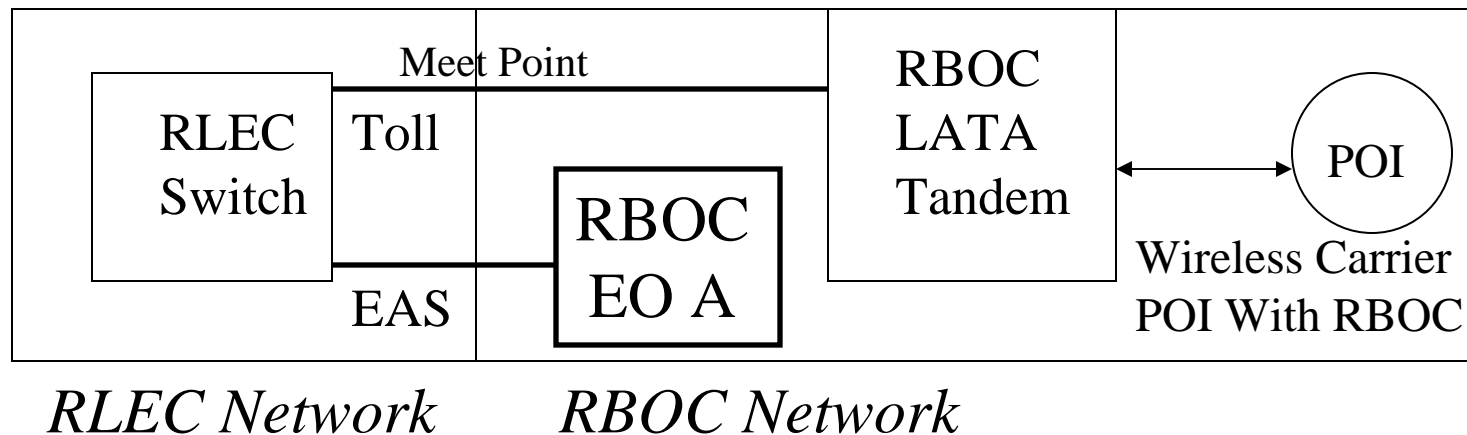 Meet Point
RLEC
Switch
Toll
EAS
RBOC
EO A
RBOC
LATA
Tandem
POI
Wireless Carrier
POI With RBOC
RLEC Network
RBOC Network